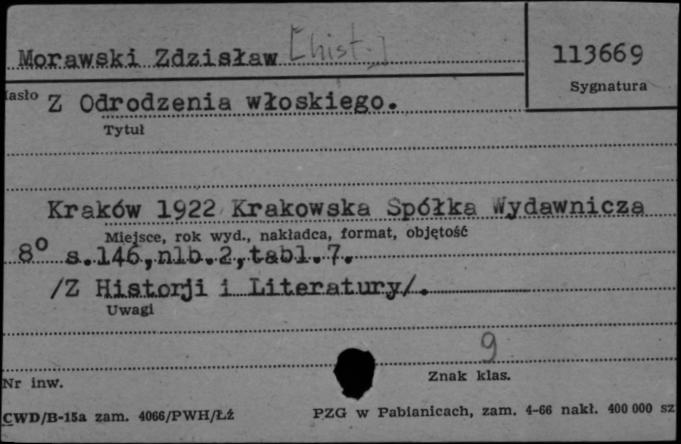 Morawski Zdzisław [hist.]
113669
Sygnatura
Hasło Z Odrodzenia włoskiego.
Tytuł
Kraków 1922 Krakowska Spółka Wydawnicza
Miejsce, rok wyd., nakładca, format, objętość
8° s.146,nlb.2,tabl.7.
/Z Historji i Literatury/.
Uwagi
9
Nr inw.
Znak klas.
CWD/B-15a zam. 4066/PWH/Łź
PZG w Pabianicach, zam. 4-66 nakł. 400 000 sz